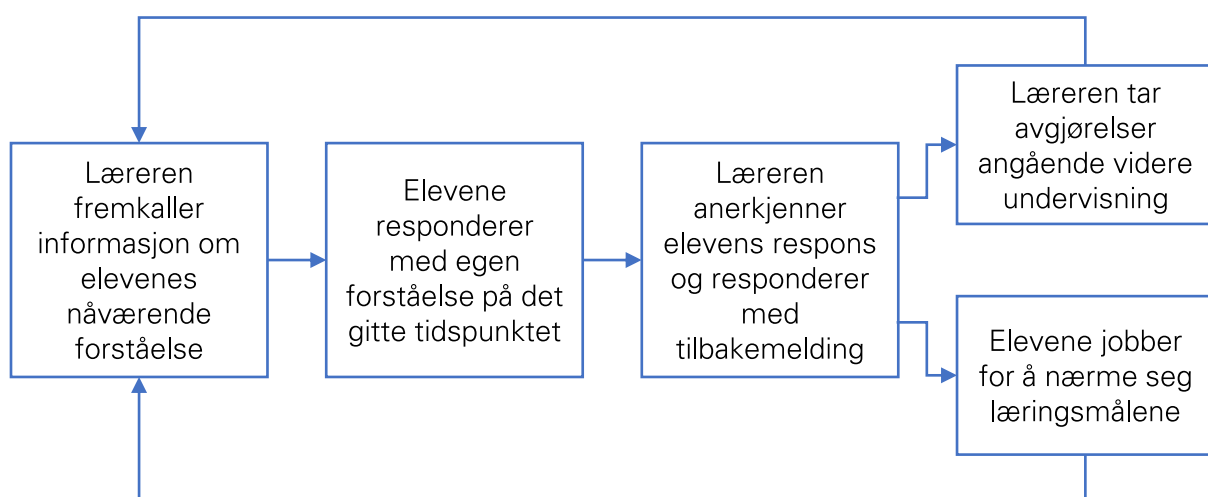 Læreren
fremkaller
informasjon om
elevenes
nåværende
forståelse
Elevene
responderer
med egen
forståelse på det
gitte tidspunktet
Læreren
anerkjenner
elevens respons
og responderer
med
tilbakemelding
Læreren tar
avgjørelser
angående videre
undervisning
Elevene jobber
for å nærme seg
læringsmålene